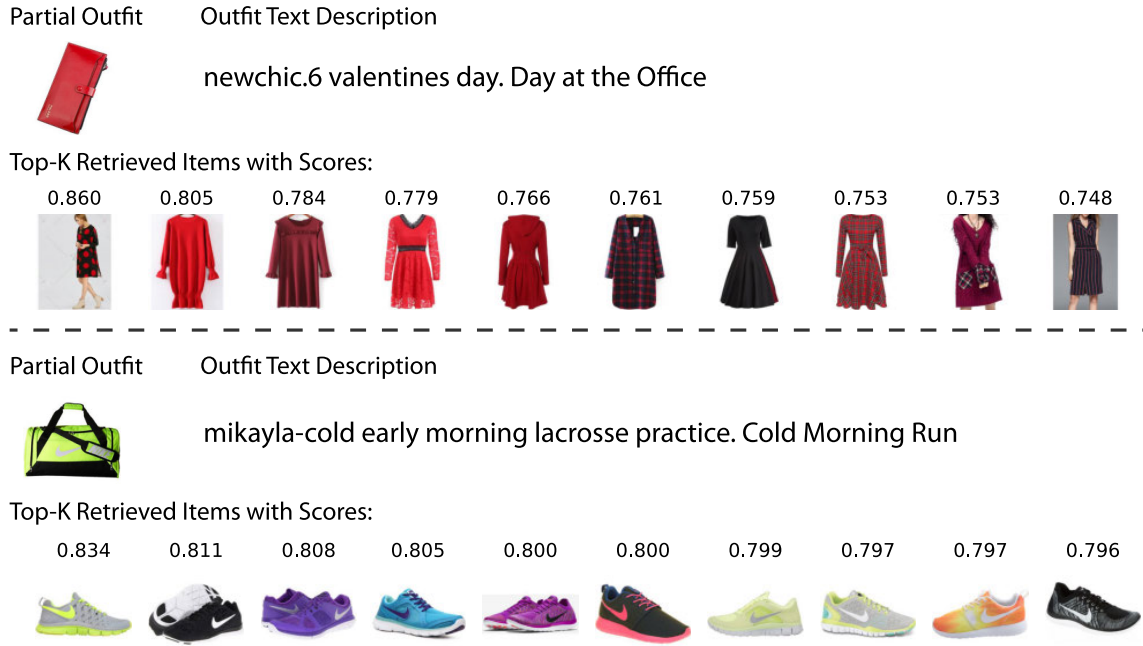 Partial Outfit Outfit Text Description
newchic.6 valentines day. Day at the Office
Top-K Retrieved Items with Scores:
0.860 0.805 0.784 0.779 0.766 0.761 0.759 0.753 0.753 0.748
Partial Outfit Outfit Text Description
mikayla-cold early morning lacrosse practice. Cold Morning Run
Top-K Retrieved Items with Scores:
0.834 0.811 0.808 0.805 0.800 0.800 0.799 0.797 0.797 0.796